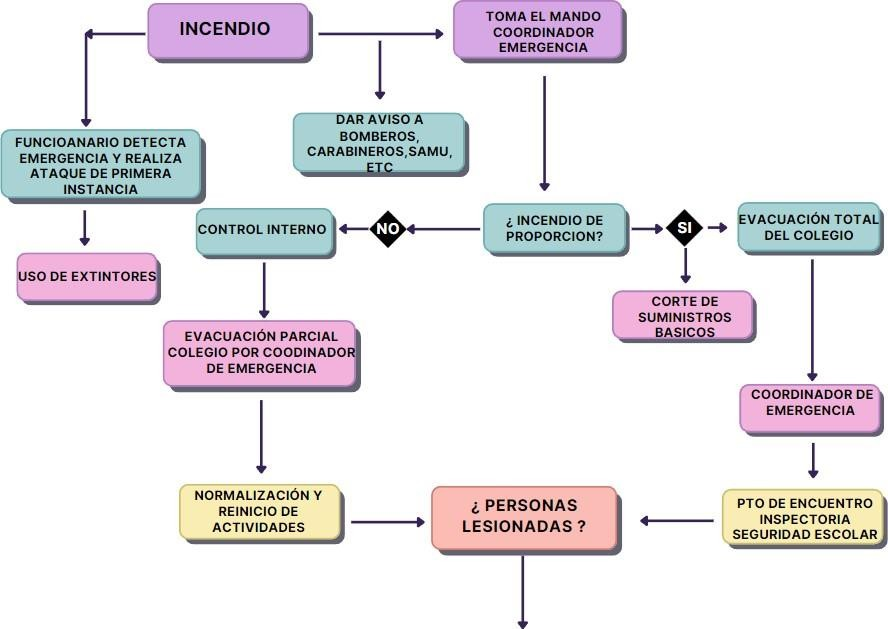 INCENDIO
TOMA EL MANDO
COORDINADOR
EMERGENCIA
DAR AVISO A
BOMBEROS,
CARABINEROS,SAMU,
ETC
FUNCIOANARIO DETECTA
EMERGENCIA Y REALIZA
ATAQUE DE PRIMERA
INSTANCIA
USO DE EXTINTORES
CONTROL INTERNO
NO
¿ INCENDIO DE
PROPORCION?
SI
EVACUACIÓN TOTAL
DEL COLEGIO
CORTE DE
SUMINISTROS
BASICOS
EVACUACIÓN PARCIAL
COLEGIO POR COODINADOR
DE EMERGENCIA
COORDINADOR DE
EMERGENCIA
NORMALIZACIÓN Y
REINICIO DE
ACTIVIDADES
¿ PERSONAS
LESIONADAS ?
PTO DE ENCUENTRO
INSPECTORIA
SEGURIDAD ESCOLAR